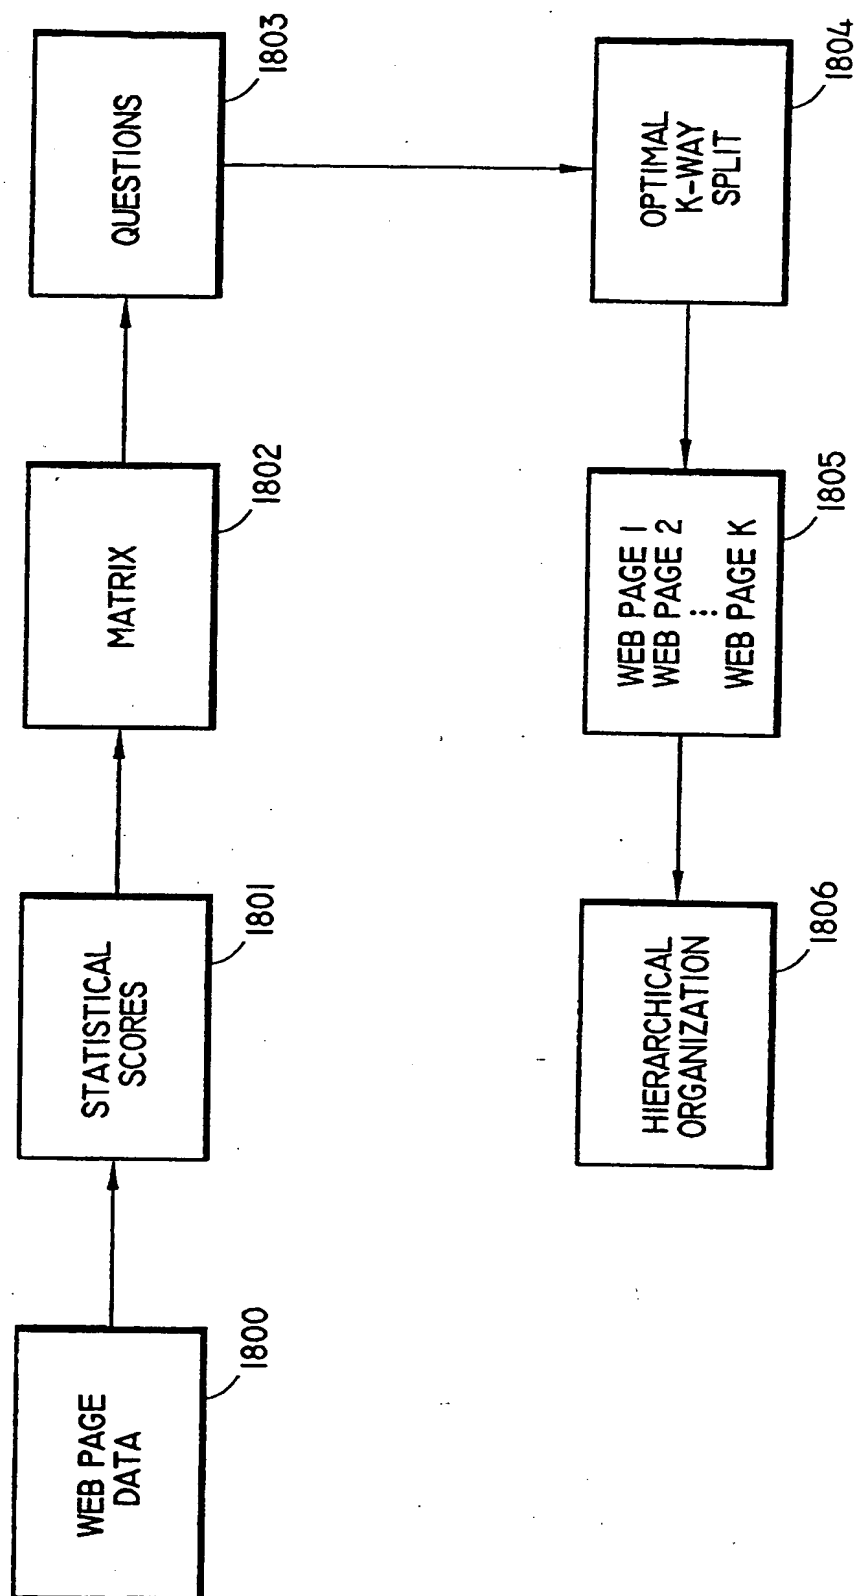 WEB PAGE
DATA
1800
STATISTICAL
SCORES
1801
MATRIX
1802
QUESTIONS
1803
OPTIMAL
K-WAY
SPLIT
1804
WEB PAGE 1
WEB PAGE 2
⋮
WEB PAGE K
1805
HIERARCHICAL
ORGANIZATION
1806